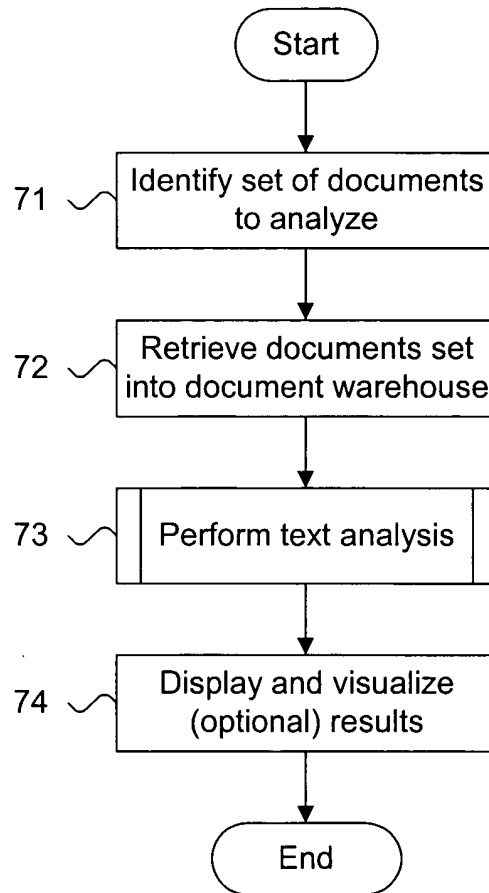 Start
71
Identify set of documents
to analyze
72
Retrieve documents set
into document warehouse
73
Perform text analysis
74
Display and visualize
(optional) results
End